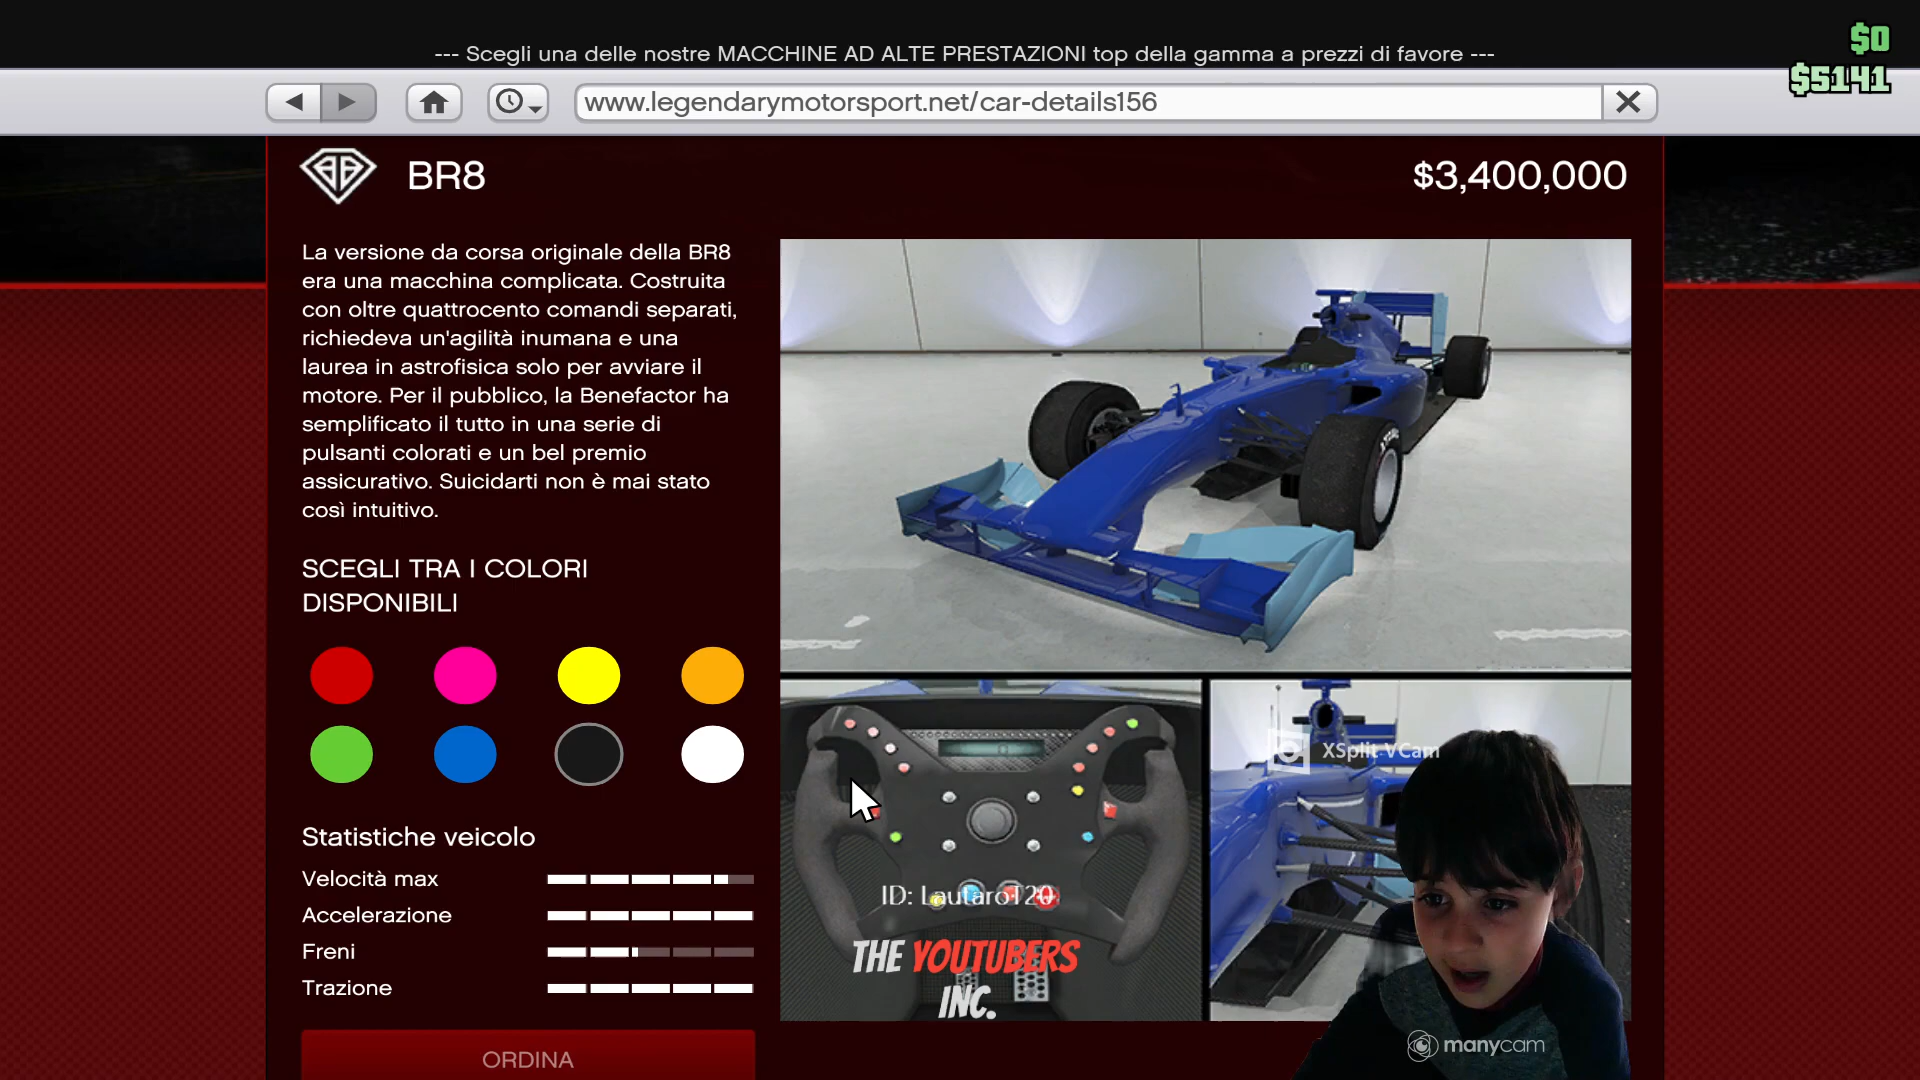 --- Scegli una delle nostre MACCHINE AD ALTE PRESTAZIONI top della gamma a prezzi di favore ---
$0
$5141
www.legendarymotorsport.net/car-details156
BR8
$3,400,000
La versione da corsa originale della BR8
era una macchina complicata. Costruita
con oltre quattrocento comandi separati,
richiedeva un'agilità inumana e una
laurea in astrofisica solo per avviare il
motore. Per il pubblico, la Benefactor ha
semplificato il tutto in una serie di
pulsanti colorati e un bel premio
assicurativo. Suicidarti non è mai stato
così intuitivo.
SCEGLI TRA I COLORI
DISPONIBILI
Statistiche veicolo
Velocità max
Accelerazione
Freni
Trazione
ORDINA
XSplit VCam
ID: LautaroT20
THE YOUTUBERS
INC.
manycam